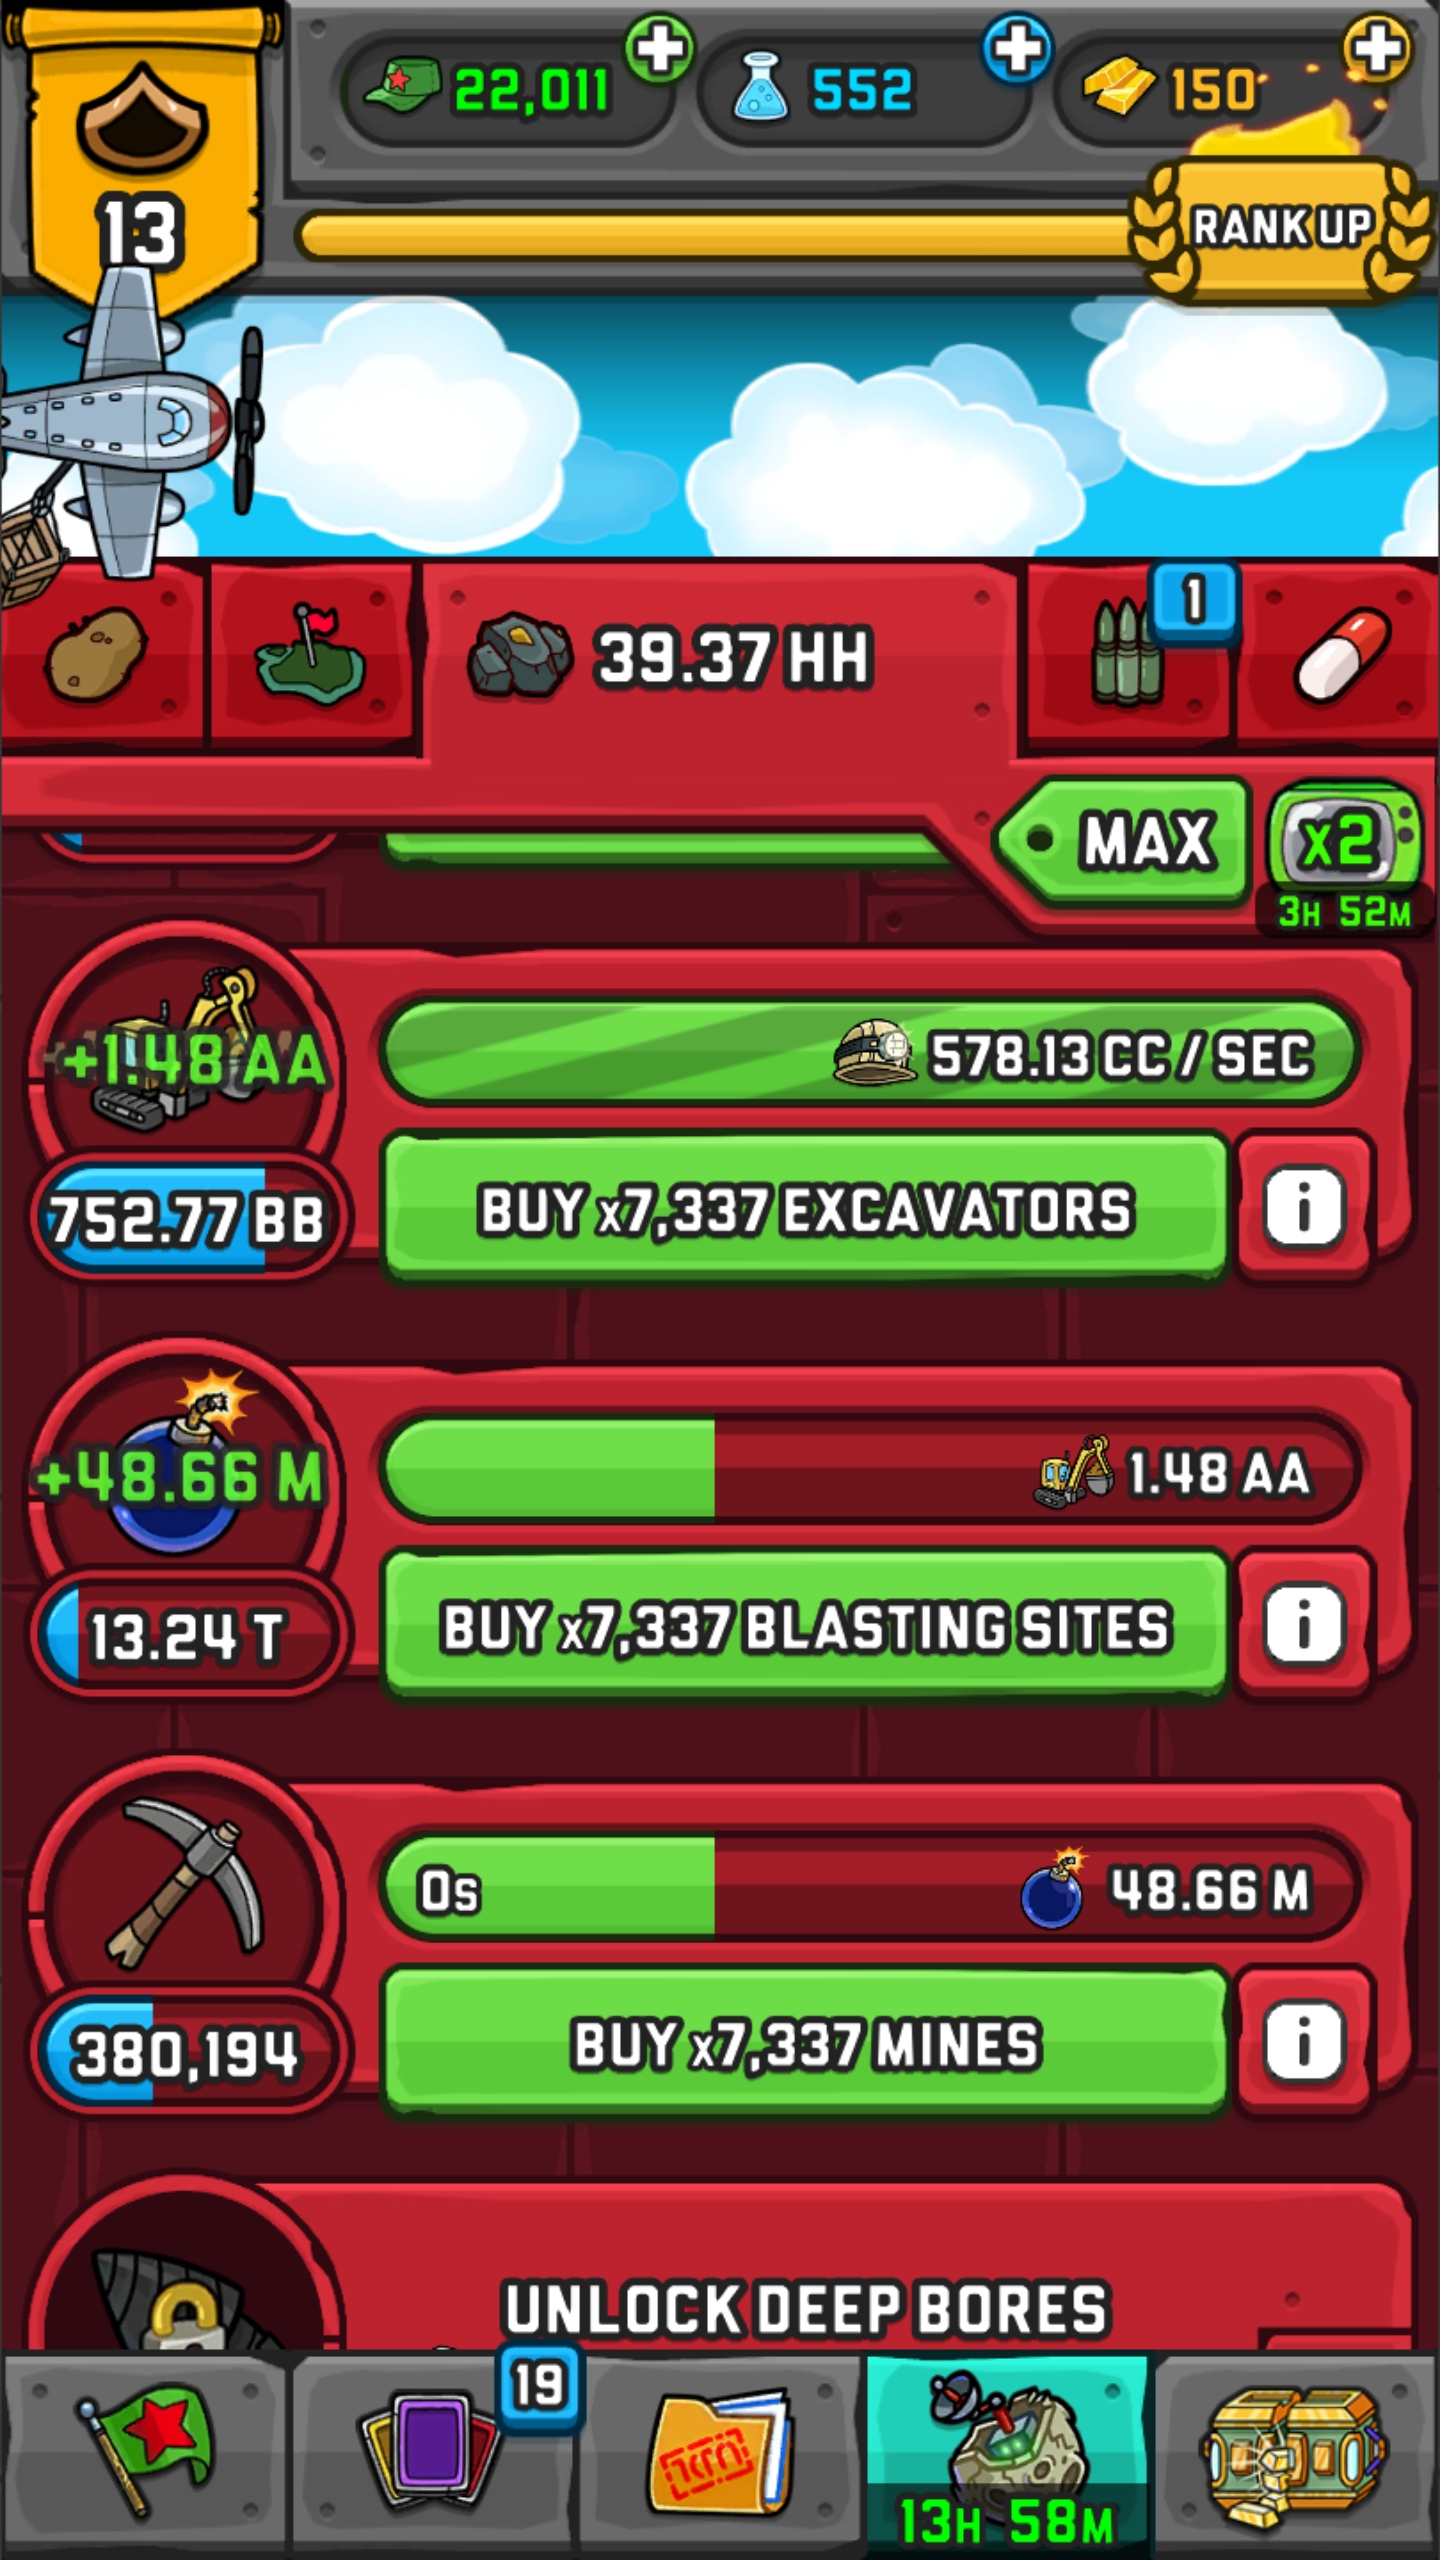 22,011
552
150
13
RANK UP
1
39.37 HH
MAX
x2
3H 52M
+1.48 AA
578.13 CC / SEC
752.77 BB
BUY x7,337 EXCAVATORS
i
+48.66 M
1.48 AA
13.24 T
BUY x7,337 BLASTING SITES
i
0s
48.66 M
380,194
BUY x7,337 MINES
i
UNLOCK DEEP BORES
19
13H 58M